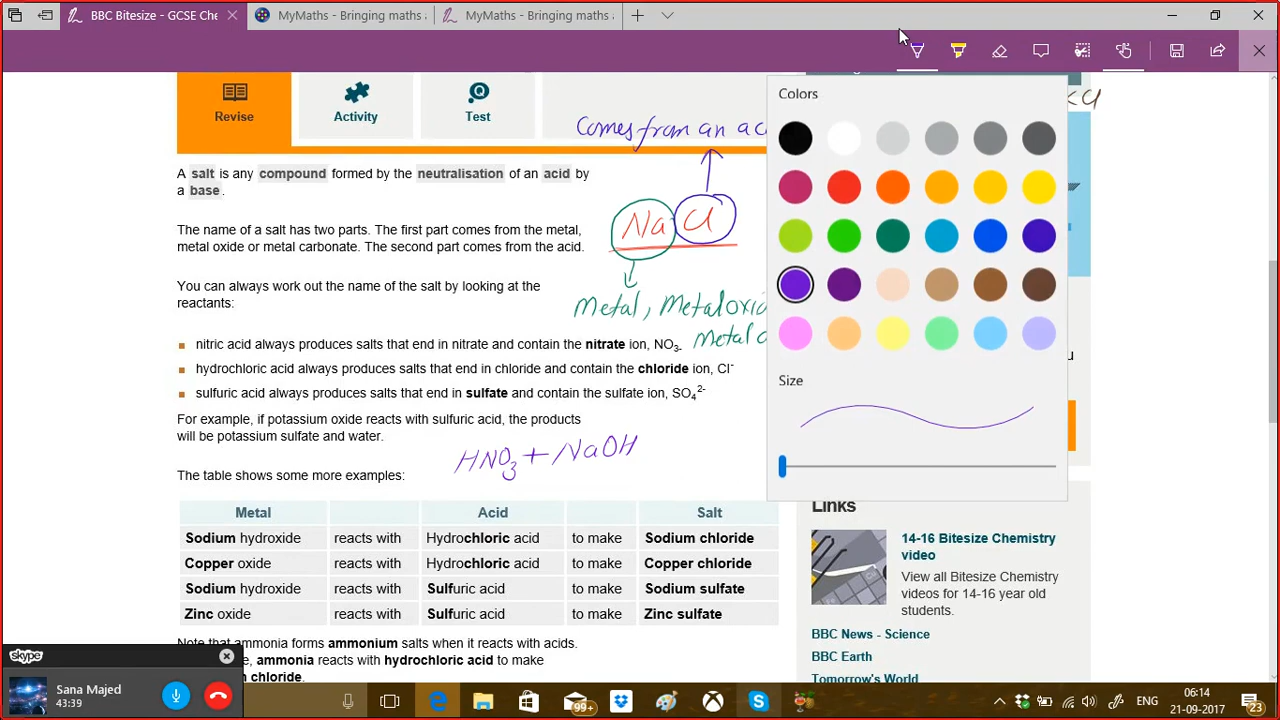 BBC Bitesize - GCSE Che
MyMaths - Bringing maths a
MyMaths - Bringing maths a
Revise
Activity
Test
Comes from an ac
Colors
A salt is any compound formed by the neutralisation of an acid by
a base.
Na Cl
The name of a salt has two parts. The first part comes from the metal,
metal oxide or metal carbonate. The second part comes from the acid.
You can always work out the name of the salt by looking at the
reactants:
Metal, Metal oxid
metal c
nitric acid always produces salts that end in nitrate and contain the nitrate ion, NO3-
hydrochloric acid always produces salts that end in chloride and contain the chloride ion, Cl-
sulfuric acid always produces salts that end in sulfate and contain the sulfate ion, SO4 2-
Size
For example, if potassium oxide reacts with sulfuric acid, the products
will be potassium sulfate and water.
HNO3 + NaOH
The table shows some more examples:
Metal Acid Salt
Sodium hydroxide reacts with Hydrochloric acid to make Sodium chloride
Copper oxide reacts with Hydrochloric acid to make Copper chloride
Sodium hydroxide reacts with Sulfuric acid to make Sodium sulfate
Zinc oxide reacts with Sulfuric acid to make Zinc sulfate
Note that ammonia forms ammonium salts when it reacts with acids.
e, ammonia reacts with hydrochloric acid to make
m chloride.
Links
14-16 Bitesize Chemistry
video
View all Bitesize Chemistry
videos for 14-16 year old
students.
BBC News - Science
BBC Earth
Tomorrow's World
skype
Sana Majed
43:39
99+
ENG
06:14
21-09-2017
23